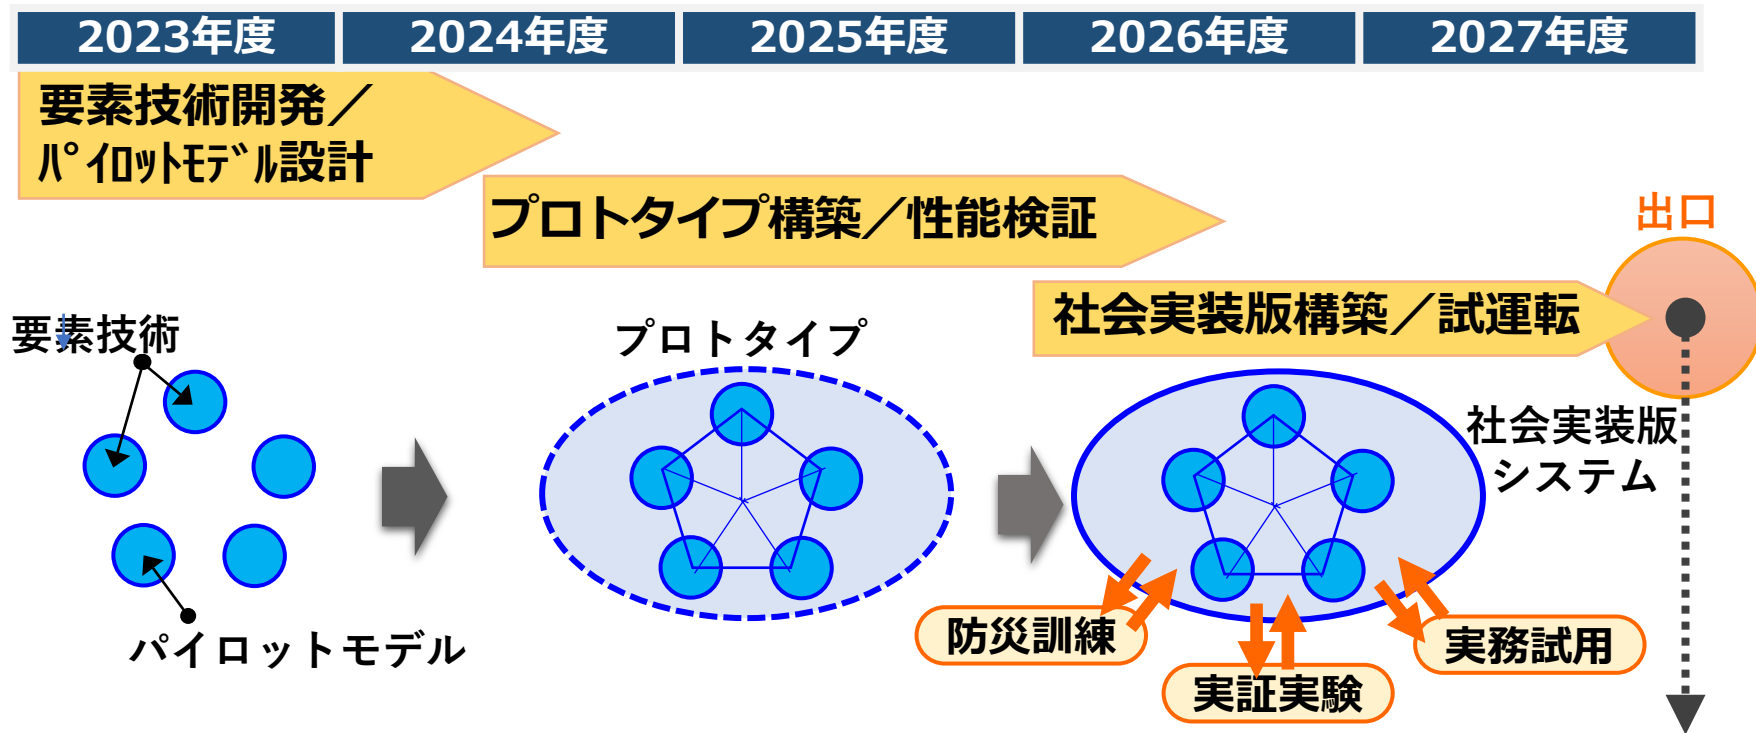 2023年度 2024年度 2025年度 2026年度 2027年度
要素技術開発／
ﾊﾟｲﾛｯﾄﾓﾃﾞﾙ設計
プロトタイプ構築／性能検証
出口
社会実装版構築／試運転
要素技術
プロトタイプ
社会実装版
システム
パイロットモデル
防災訓練
実証実験
実務試用